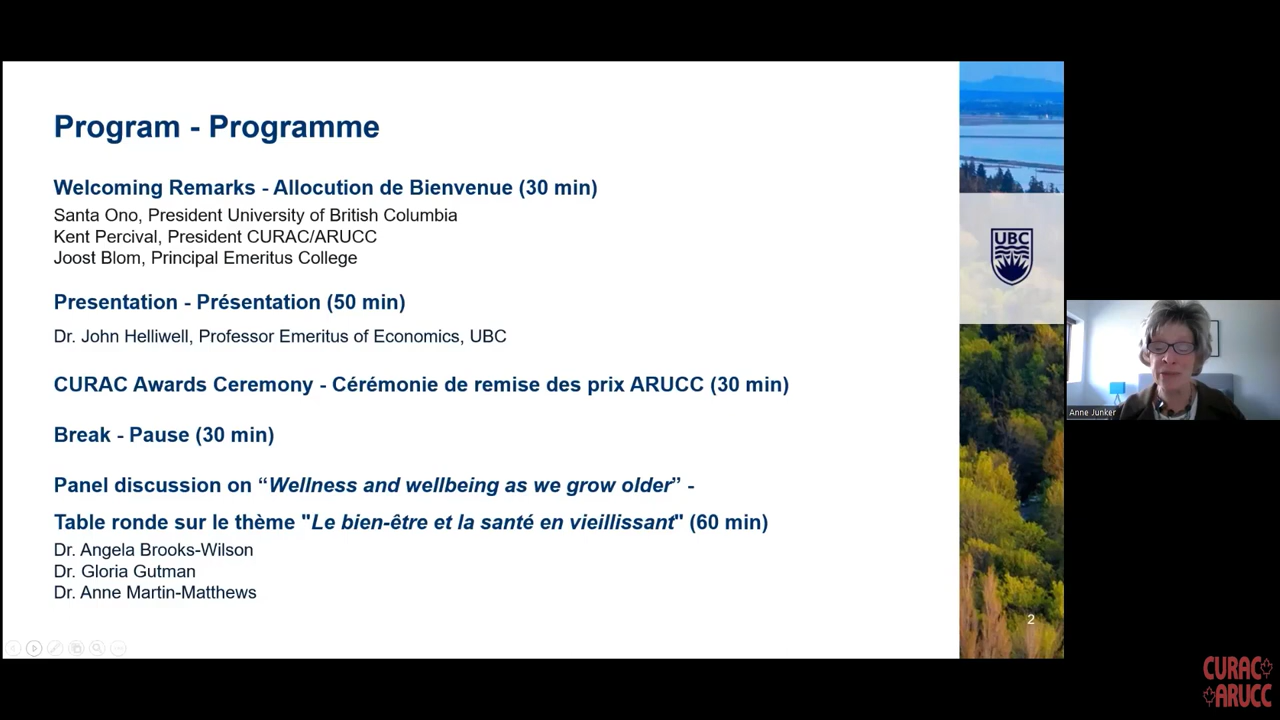 Program - Programme
Welcoming Remarks - Allocution de Bienvenue (30 min)
Santa Ono, President University of British Columbia
Kent Percival, President CURAC/ARUCC
Joost Blom, Principal Emeritus College
Presentation - Présentation (50 min)
Dr. John Helliwell, Professor Emeritus of Economics, UBC
CURAC Awards Ceremony - Cérémonie de remise des prix ARUCC (30 min)
Break - Pause (30 min)
Panel discussion on “Wellness and wellbeing as we grow older” -
Table ronde sur le thème "Le bien-être et la santé en vieillissant" (60 min)
Dr. Angela Brooks-Wilson
Dr. Gloria Gutman
Dr. Anne Martin-Matthews
UBC
2
Anne Junker
CURAC
ARUCC